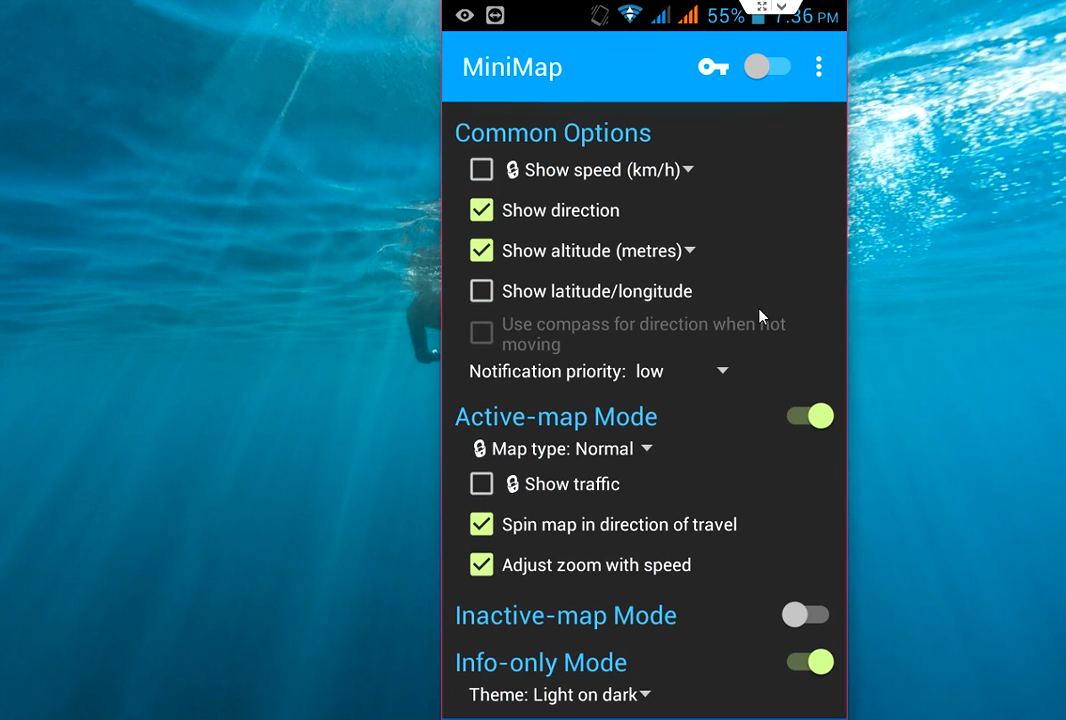 55% 7:36 PM
MiniMap
Common Options
Show speed (km/h)
Show direction
Show altitude (metres)
Show latitude/longitude
Use compass for direction when not
moving
Notification priority: low
Active-map Mode
Map type: Normal
Show traffic
Spin map in direction of travel
Adjust zoom with speed
Inactive-map Mode
Info-only Mode
Theme: Light on dark